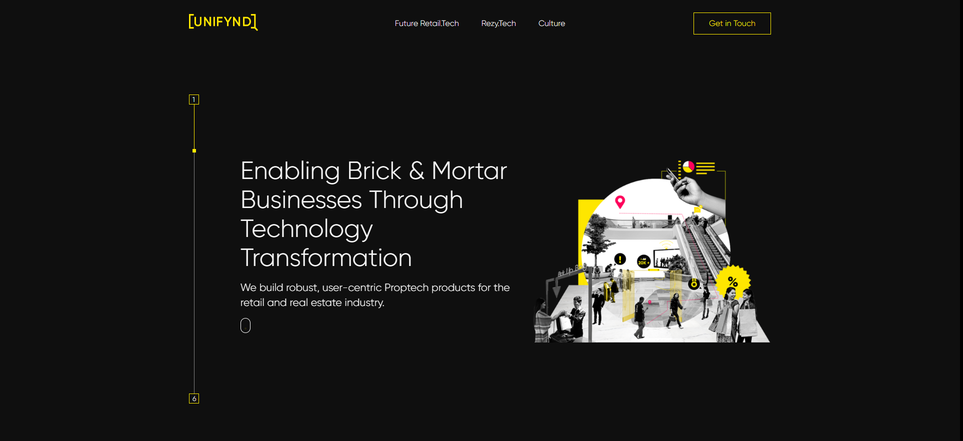 [UNIFYND]
Future Retail.Tech
Rezy.Tech
Culture
Get in Touch
1
Enabling Brick & Mortar
Businesses Through
Technology
Transformation
We build robust, user-centric Proptech products for the
retail and real estate industry.
!
%
6